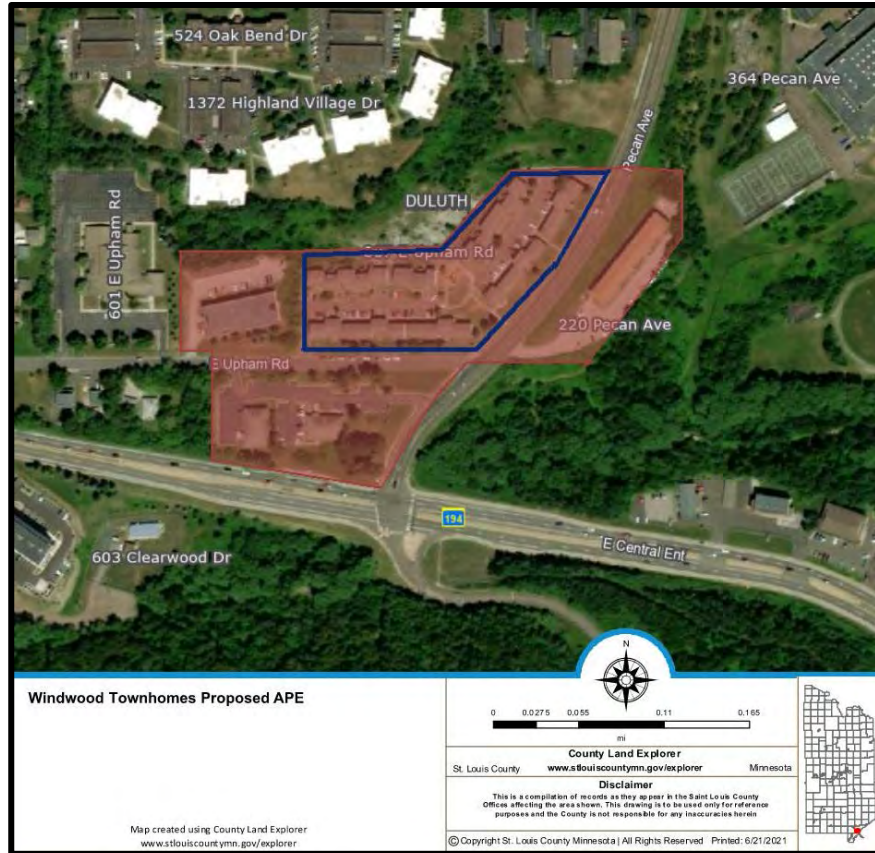 524 Oak Bend Dr
1372 Highland Village Dr
364 Pecan Ave
Pecan Ave
DULUTH
601 E Upham Rd
E Upham Rd
E Upham Rd
220 Pecan Ave
194
603 Clearwood Dr
E Central Ent
Windwood Townhomes Proposed APE
N
0 0.0275 0.055 0.11 0.165
mi
County Land Explorer
St. Louis County www.stlouiscountymn.gov/explorer Minnesota
Disclaimer
This is a compilation of records as they appear in the Saint Louis County
Offices affecting the area shown. This drawing is to be used only for reference
purposes and the County is not responsible for any inaccuracies herein
Map created using County Land Explorer
www.stlouiscountymn.gov/explorer
© Copyright St. Louis County Minnesota | All Rights Reserved Printed: 6/21/2021